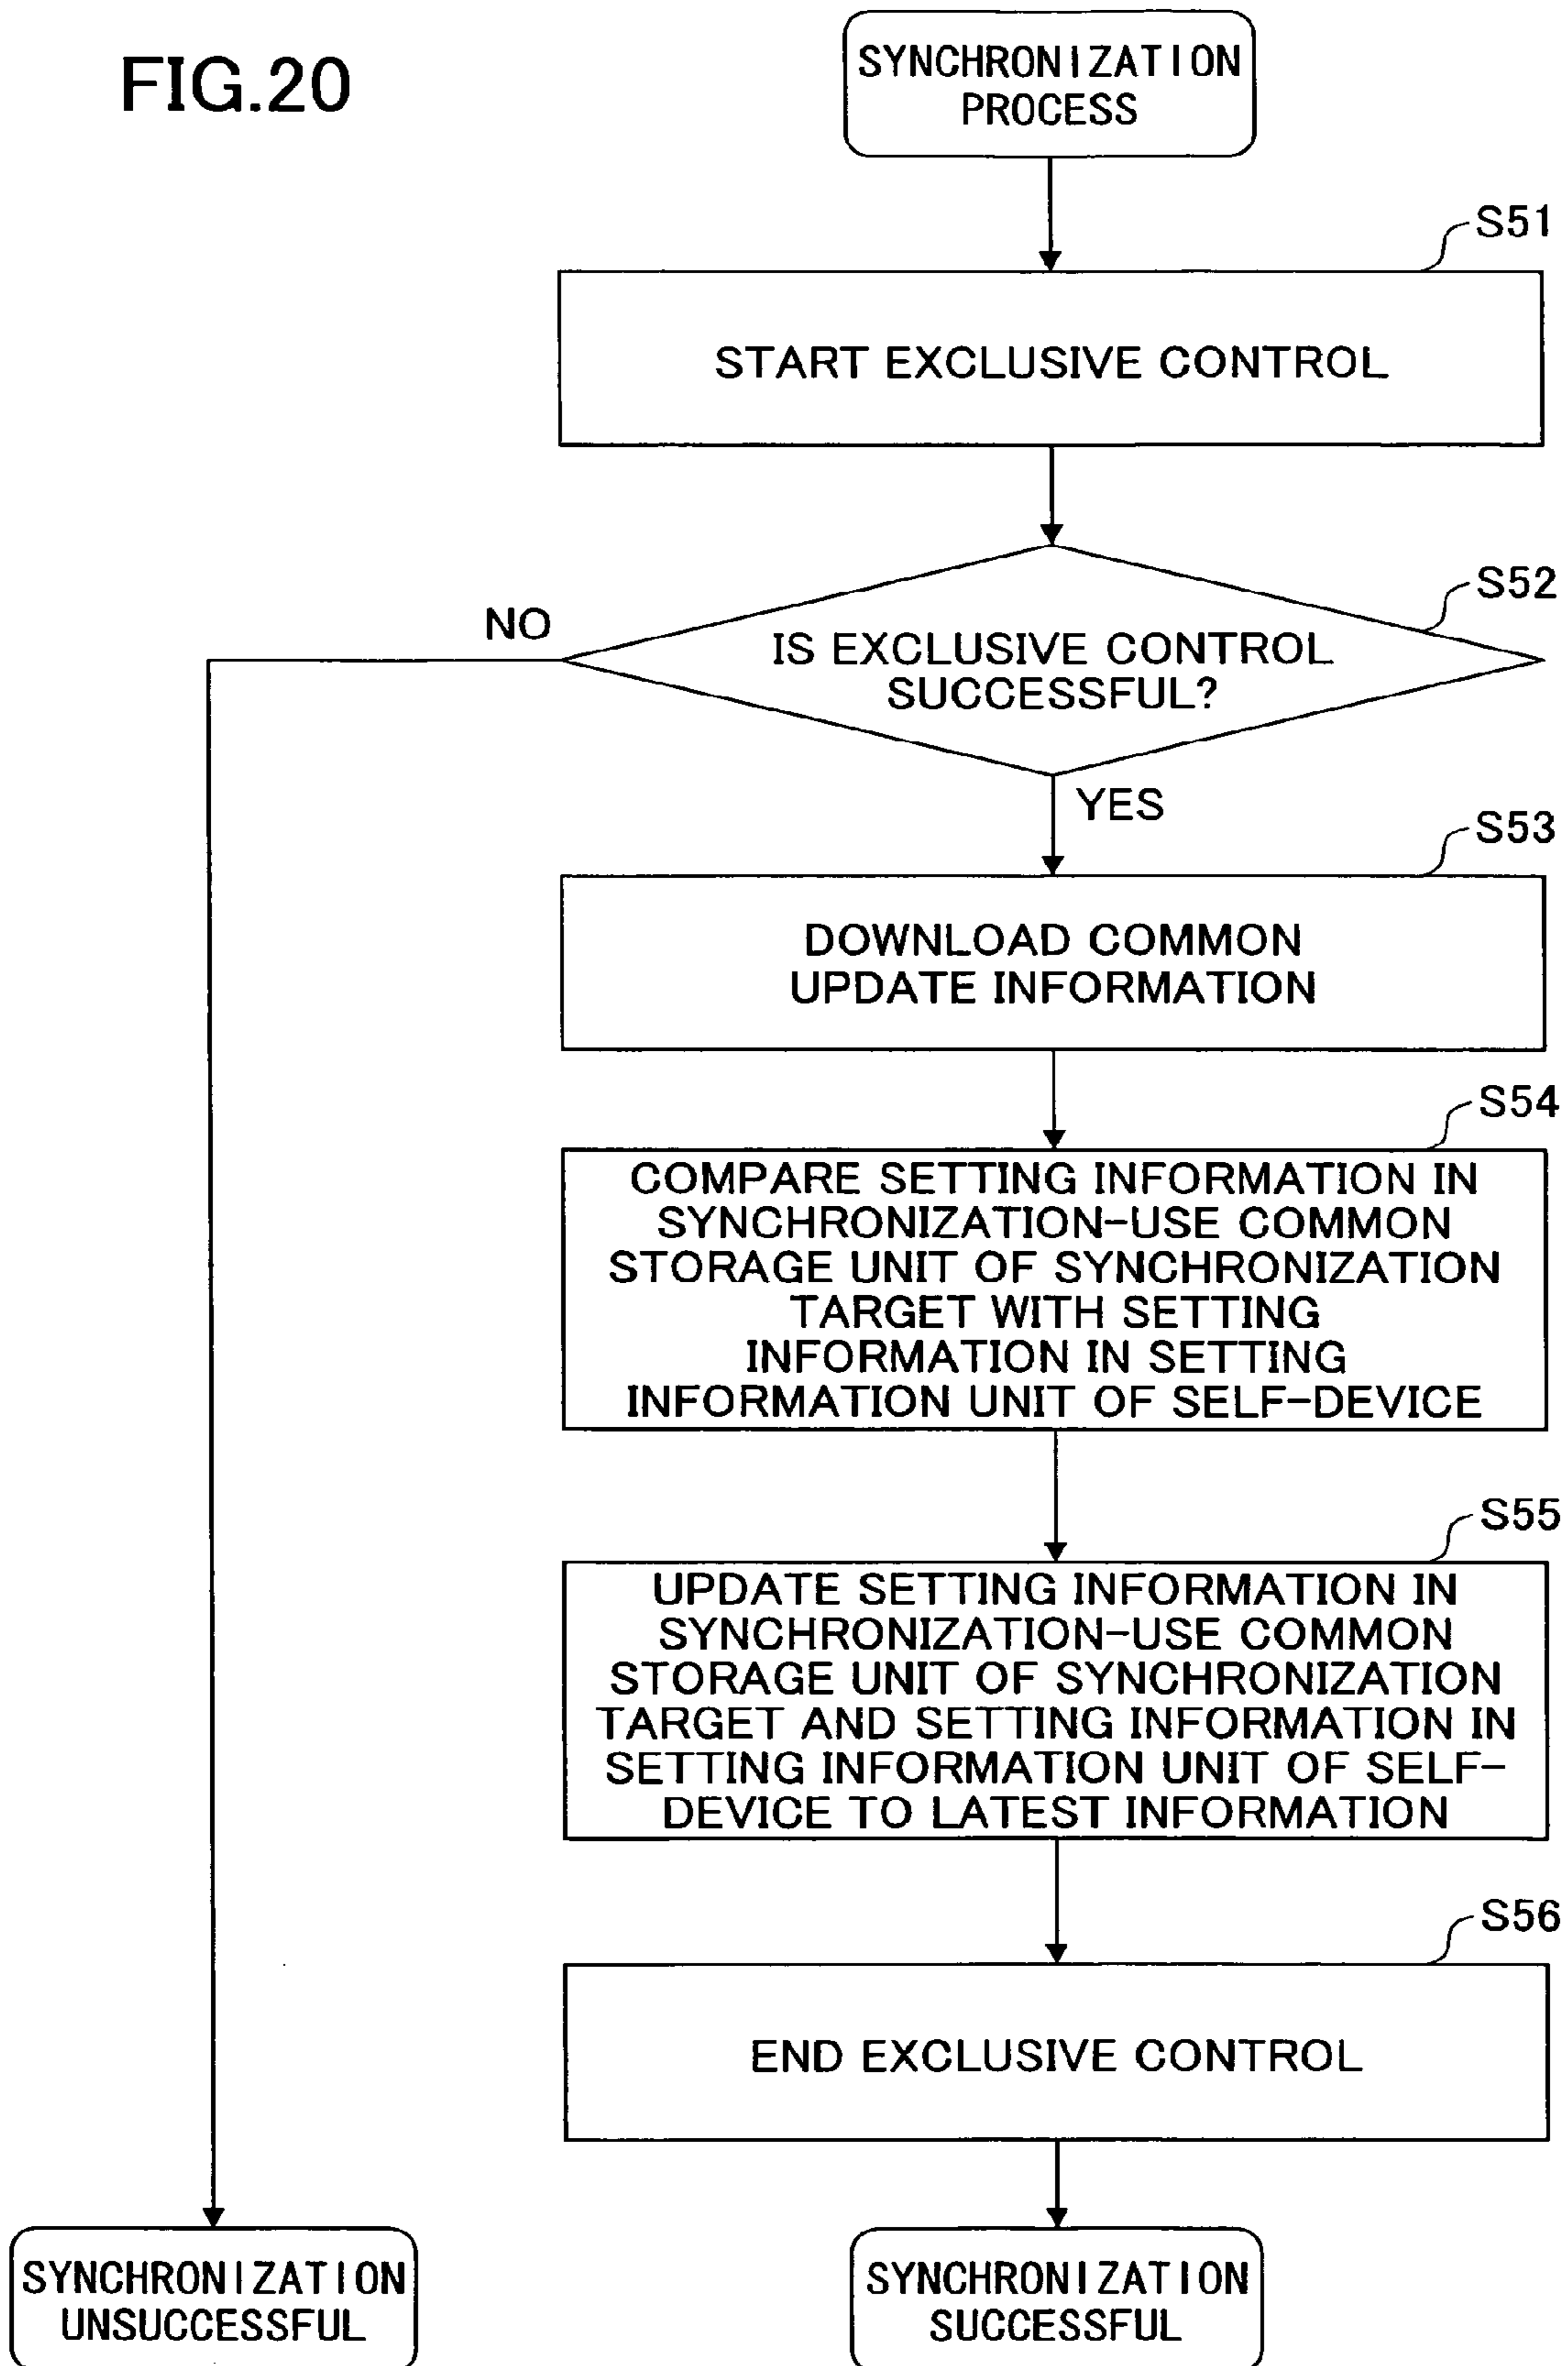 FIG.20
SYNCHRONIZATION
PROCESS
S51
START EXCLUSIVE CONTROL
S52
NO
IS EXCLUSIVE CONTROL
SUCCESSFUL?
YES
S53
DOWNLOAD COMMON
UPDATE INFORMATION
S54
COMPARE SETTING INFORMATION IN
SYNCHRONIZATION-USE COMMON
STORAGE UNIT OF SYNCHRONIZATION
TARGET WITH SETTING
INFORMATION IN SETTING
INFORMATION UNIT OF SELF-DEVICE
S55
UPDATE SETTING INFORMATION IN
SYNCHRONIZATION-USE COMMON
STORAGE UNIT OF SYNCHRONIZATION
TARGET AND SETTING INFORMATION IN
SETTING INFORMATION UNIT OF SELF-
DEVICE TO LATEST INFORMATION
S56
END EXCLUSIVE CONTROL
SYNCHRONIZATION
UNSUCCESSFUL
SYNCHRONIZATION
SUCCESSFUL